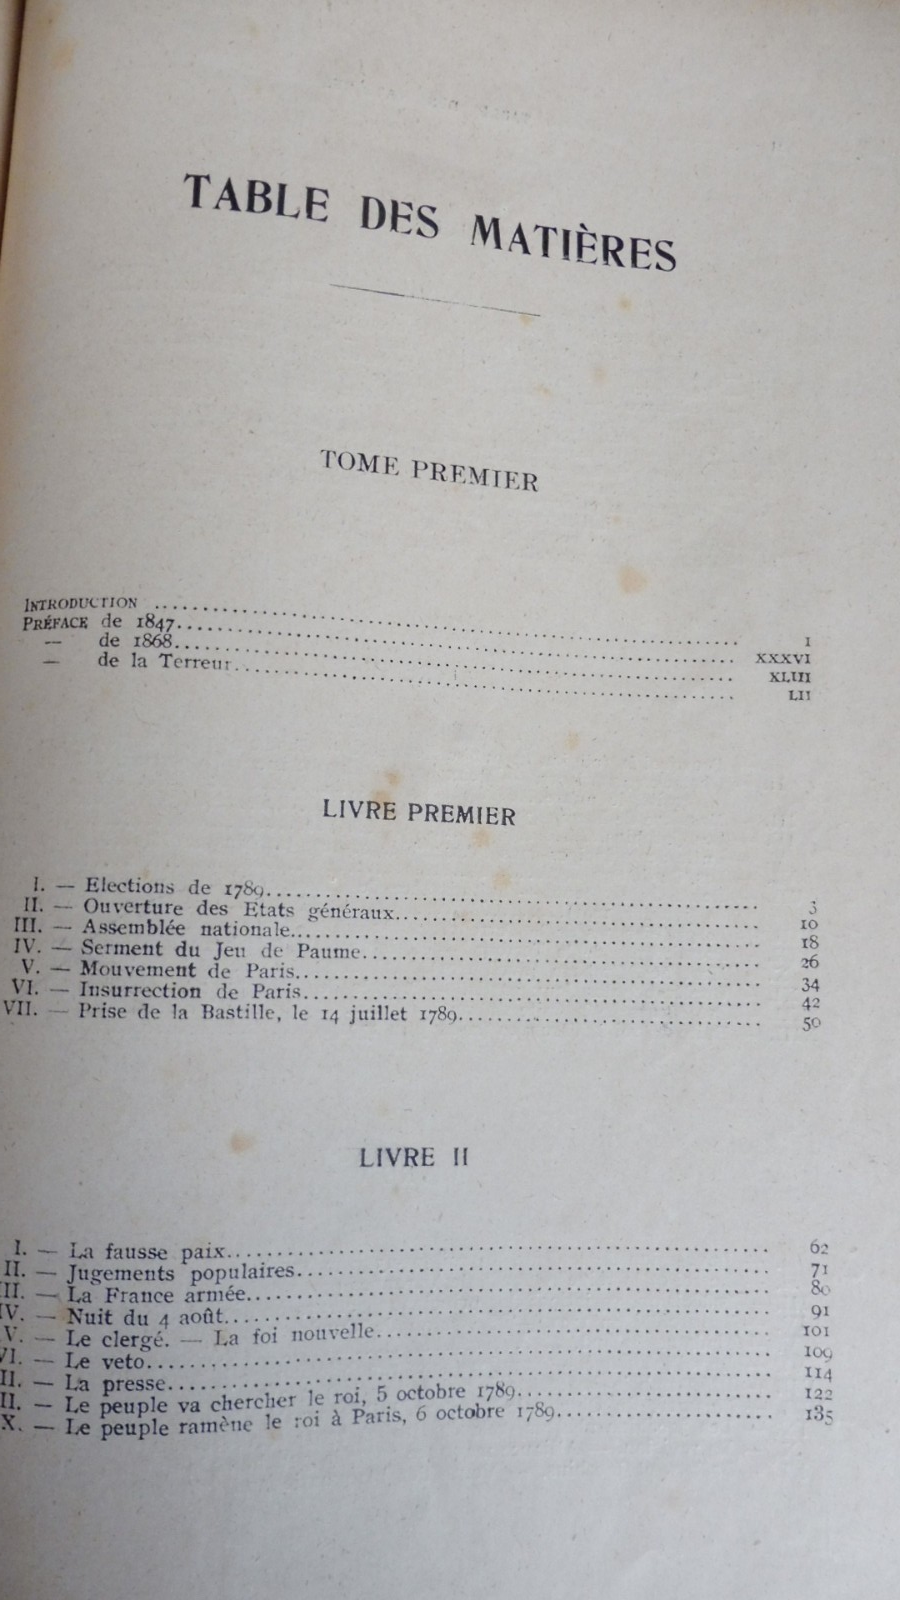 TABLE DES MATIÈRES
TOME PREMIER
INTRODUCTION ........ I
PRÉFACE de 1847........ XXXVI
— de 1868........ XLIII
— de la Terreur........ LII
LIVRE PREMIER
I. — Elections de 1789........ 3
II. — Ouverture des Etats généraux........ 10
III. — Assemblée nationale........ 18
IV. — Serment du Jeu de Paume........ 26
V. — Mouvement de Paris........ 34
VI. — Insurrection de Paris........ 42
VII. — Prise de la Bastille, le 14 juillet 1789........ 50
LIVRE II
I. — La fausse paix........ 62
II. — Jugements populaires........ 71
II. — La France armée........ 80
IV. — Nuit du 4 août........ 91
V. — Le clergé. — La foi nouvelle........ 101
VI. — Le veto........ 109
II. — La presse........ 114
II. — Le peuple va chercher le roi, 5 octobre 1789........ 122
X. — Le peuple ramène le roi à Paris, 6 octobre 1789........ 135